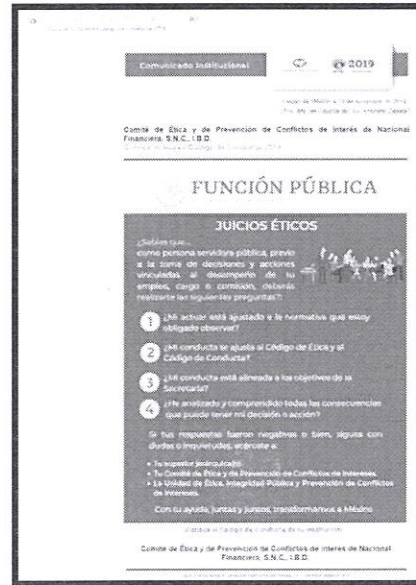 Comunicado Institucional
2019
Comité de Ética y de Prevención de Conflictos de Interés de Nacional
Financiera, S.N.C., I.B.D.
FUNCIÓN PÚBLICA
JUICIOS ÉTICOS
¿Sabías que...
como persona servidora pública, previo
a la toma de decisiones y acciones
vinculadas al desempeño de tu
empleo, cargo o comisión, deberás
realizarte las siguientes preguntas?:
1 ¿Mi actuar está ajustado a la normativa que estoy
obligado observar?
2 ¿Mi conducta se ajusta al Código de Ética y al
Código de Conducta?
3 ¿Mi conducta está alineada a los objetivos de la
Secretaría?
4 ¿He analizado y comprendido todas las consecuencias
que puede tener mi decisión o acción?
Si tus respuestas fueron negativas o bien, alguna con
dudas o inquietudes, acércate a:
• Tu superior jerárquico;
• Tu Comité de Ética y de Prevención de Conflictos de Intereses.
• La Unidad de Ética, Integridad Pública y Prevención de Conflictos
de Intereses.
Con tu ayuda, juntas y juntos, transformamos a México
Comité de Ética y de Prevención de Conflictos de Interés de Nacional
Financiera, S.N.C., I.B.D.